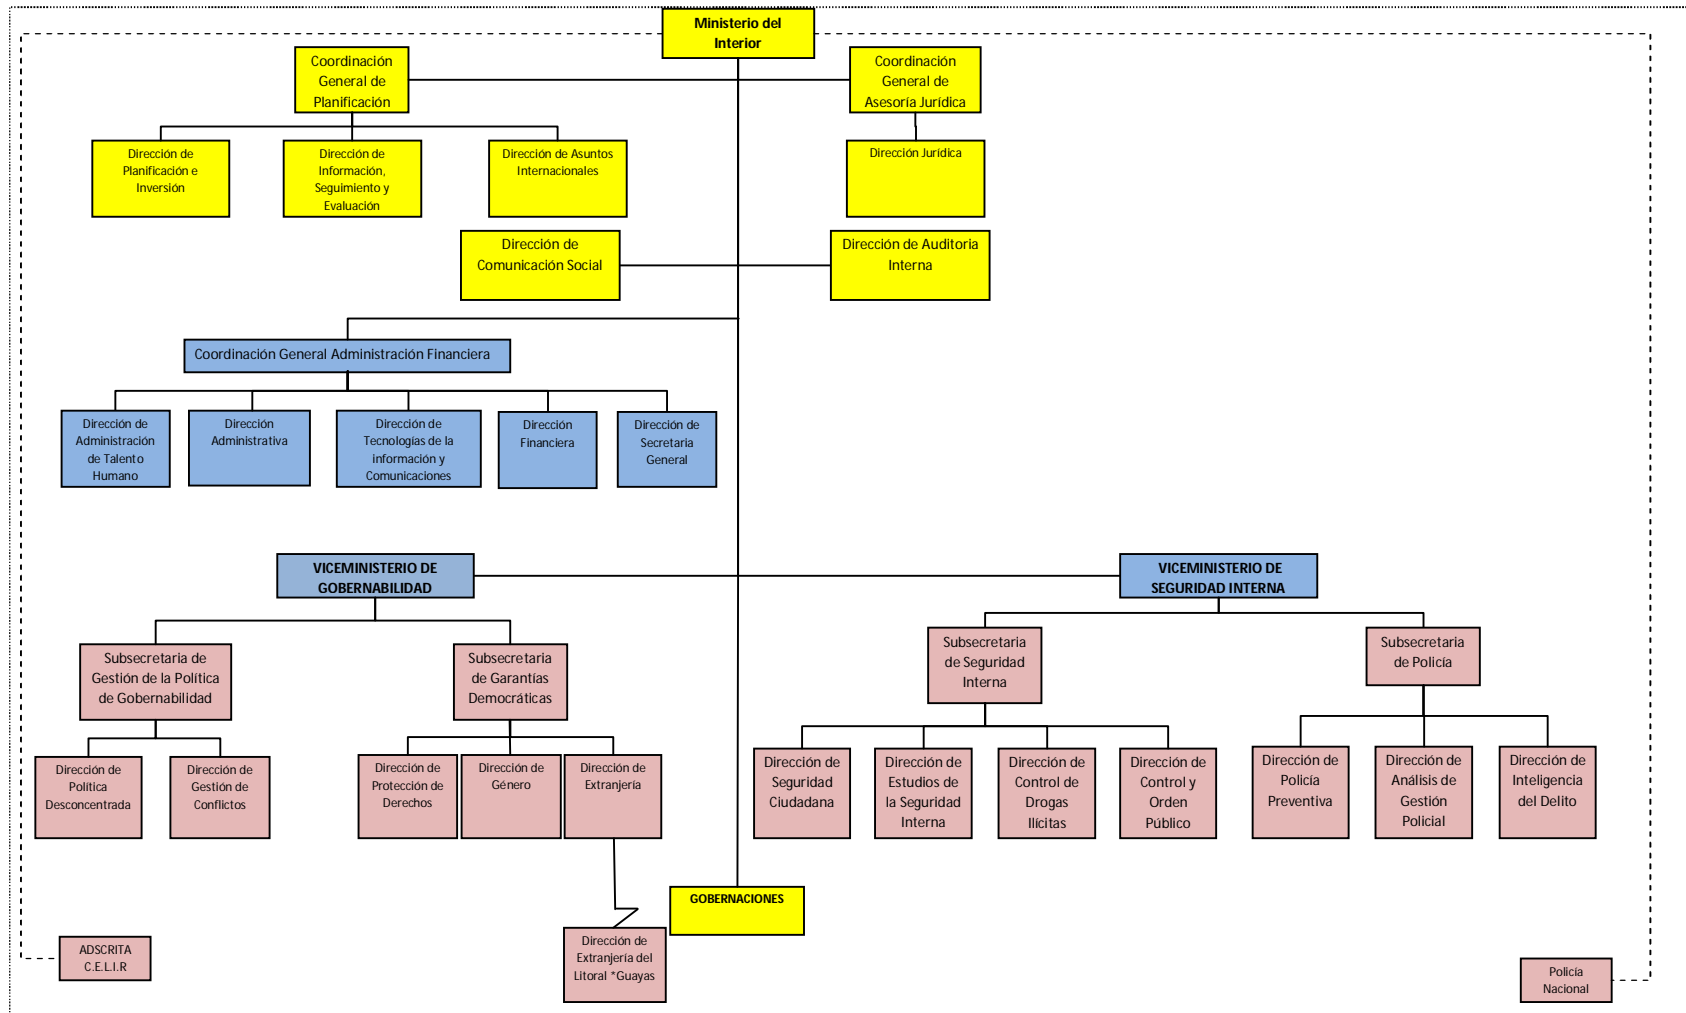 Ministerio del
Interior
Coordinación
General de
Planificación
Coordinación
General de
Asesoría Jurídica
Dirección de
Planificación e
Inversión
Dirección de
Información,
Seguimiento y
Evaluación
Dirección de Asuntos
Internacionales
Dirección Jurídica
Dirección de
Comunicación Social
Dirección de Auditoria
Interna
Coordinación General Administración Financiera
Dirección de
Administración
de Talento
Humano
Dirección
Administrativa
Dirección de
Tecnologías de la
información y
Comunicaciones
Dirección
Financiera
Dirección de
Secretaría
General
VICEMINISTERIO DE
GOBERNABILIDAD
VICEMINISTERIO DE
SEGURIDAD INTERNA
Subsecretaria de
Gestión de la Política
de Gobernabilidad
Subsecretaria
de Garantías
Democráticas
Subsecretaria
de Seguridad
Interna
Subsecretaria
de Policía
Dirección de
Política
Desconcentrada
Dirección de
Gestión de
Conflictos
Dirección de
Protección de
Derechos
Dirección de
Género
Dirección de
Extranjería
Dirección de
Seguridad
Ciudadana
Dirección de
Estudios de
la Seguridad
Interna
Dirección de
Control de
Drogas
Ilícitas
Dirección de
Control y
Orden
Público
Dirección de
Policía
Preventiva
Dirección de
Análisis de
Gestión
Policial
Dirección de
Inteligencia
del Delito
GOBERNACIONES
ADSCRITA
C.E.L.I.R
Dirección de
Extranjería del
Litoral *Guayas
Policía
Nacional